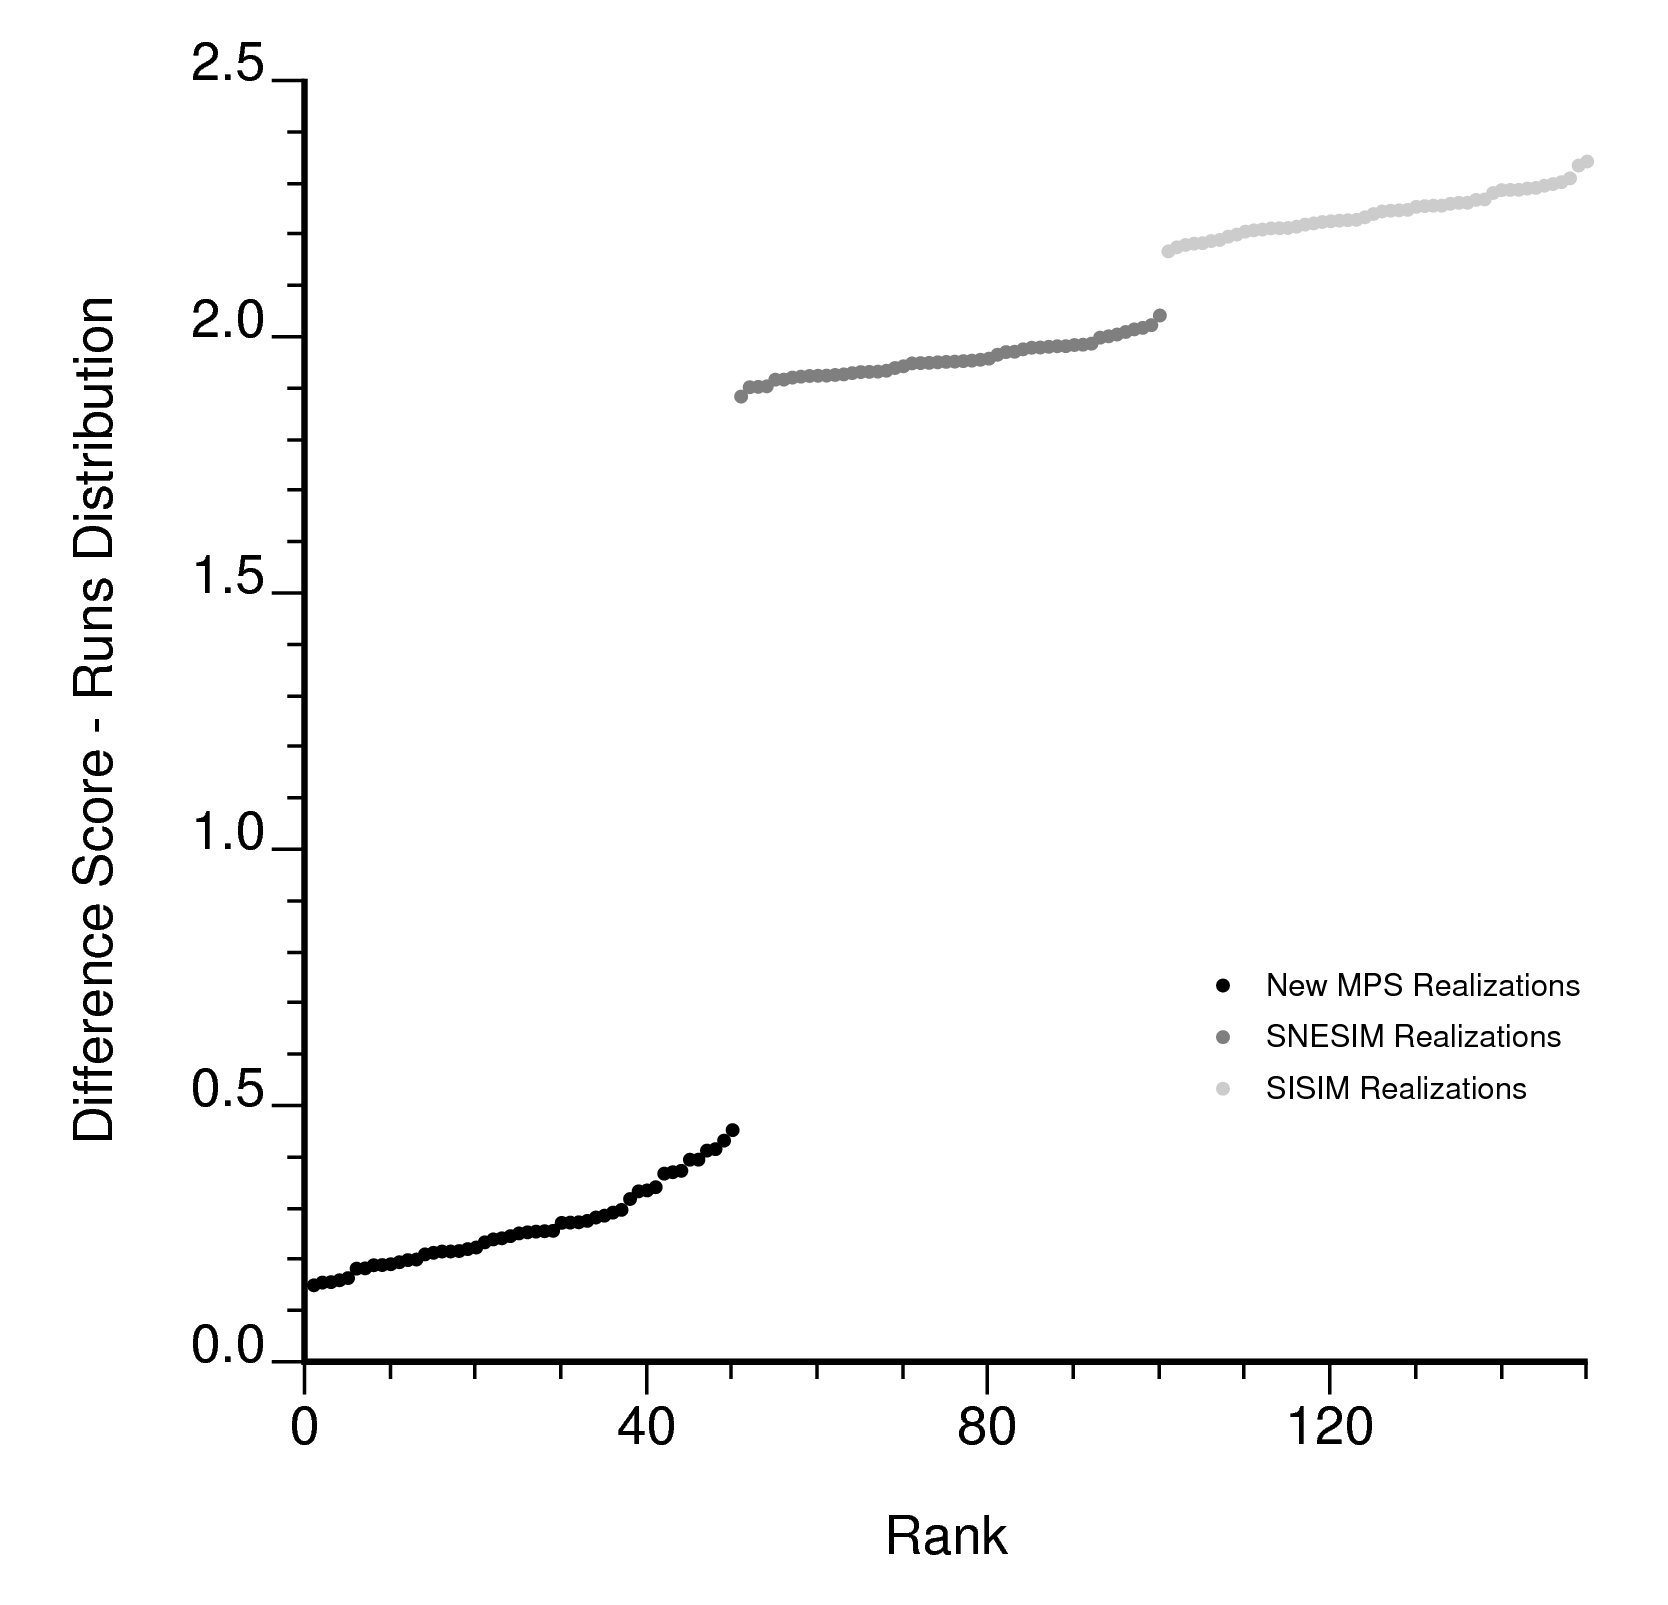 2.5
2.0
1.5
1.0
0.5
0.0
Difference Score - Runs Distribution
New MPS Realizations
SNESIM Realizations
SISIM Realizations
0 40 80 120
Rank